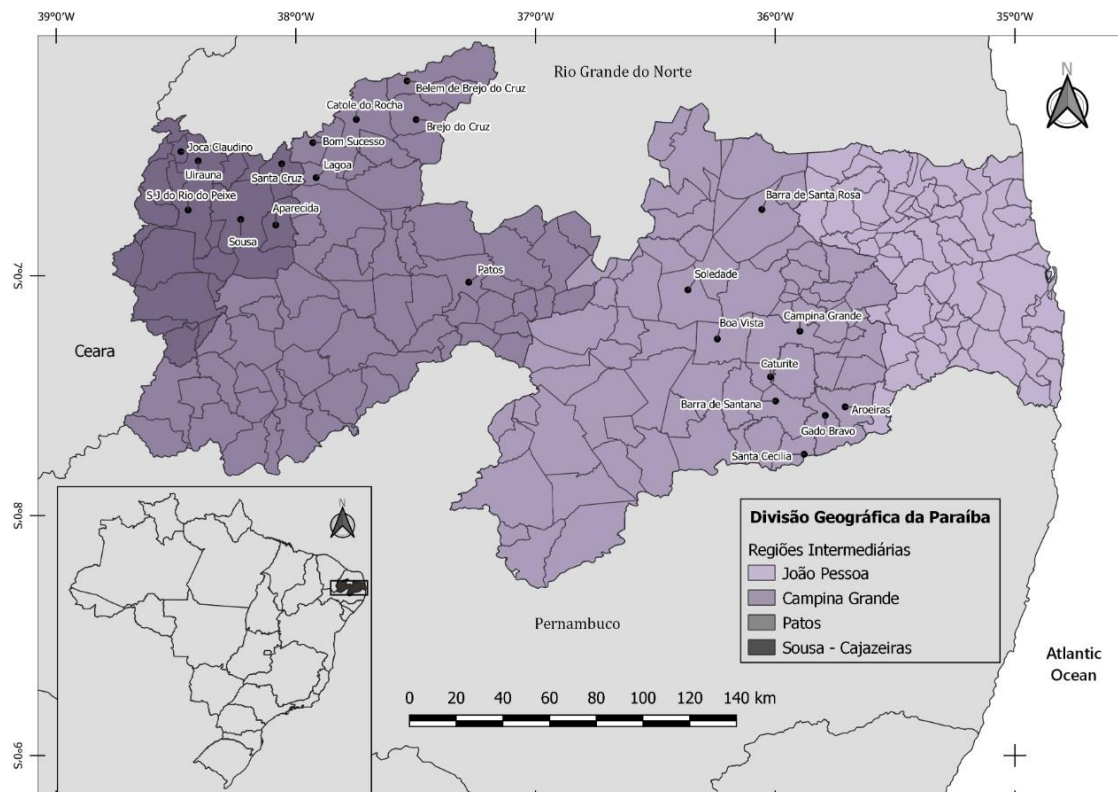 39°0'W 38°0'W 37°0'W 36°0'W 35°0'W
N
Rio Grande do Norte
Belem de Brejo do Cruz
Catole do Rocha
Brejo do Cruz
Bom Sucesso
Joca Claudino
Lagoa
Uirauna
Santa Cruz
S J do Rio do Peixe
Aparecida
Sousa
Barra de Santa Rosa
7°0'S
Patos
Soledade
Boa Vista
Campina Grande
Ceara
Caturite
Barra de Santana
Aroeiras
Gado Bravo
Santa Cecilia
8°0'S
N
Divisão Geográfica da Paraíba
Regiões Intermediárias
João Pessoa
Campina Grande
Patos
Sousa - Cajazeiras
Pernambuco
Atlantic
Ocean
0 20 40 60 80 100 120 140 km
9°0'S